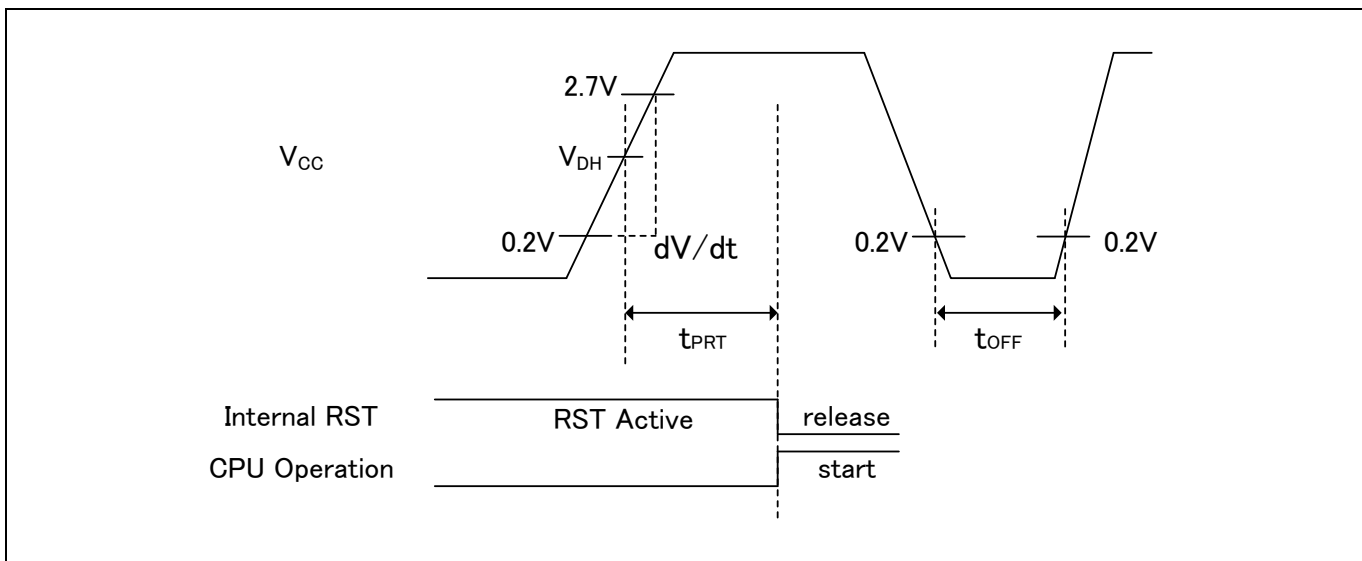 2.7V
VCC
VDH
0.2V
dV/dt
0.2V
0.2V
tPRT
tOFF
Internal RST
RST Active
release
CPU Operation
start